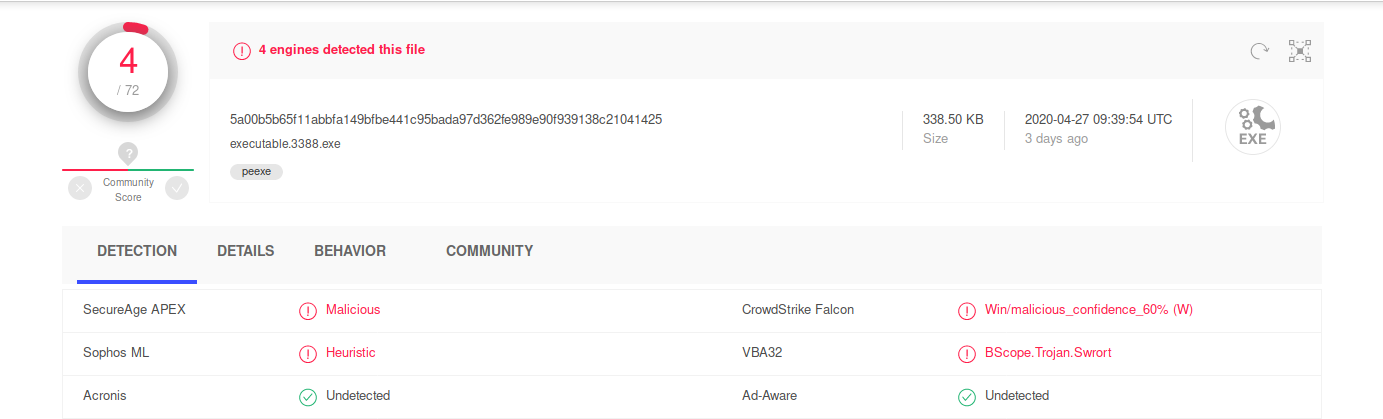 4
/ 72
?
Community
Score
4 engines detected this file
5a00b5b65f11abbfa149bfbe441c95bada97d362fe989e90f939138c21041425
executable.3388.exe
peexe
338.50 KB
Size
2020-04-27 09:39:54 UTC
3 days ago
EXE
DETECTION DETAILS BEHAVIOR COMMUNITY
SecureAge APEX Malicious CrowdStrike Falcon Win/malicious_confidence_60% (W)
Sophos ML Heuristic VBA32 BScope.Trojan.Swrort
Acronis Undetected Ad-Aware Undetected